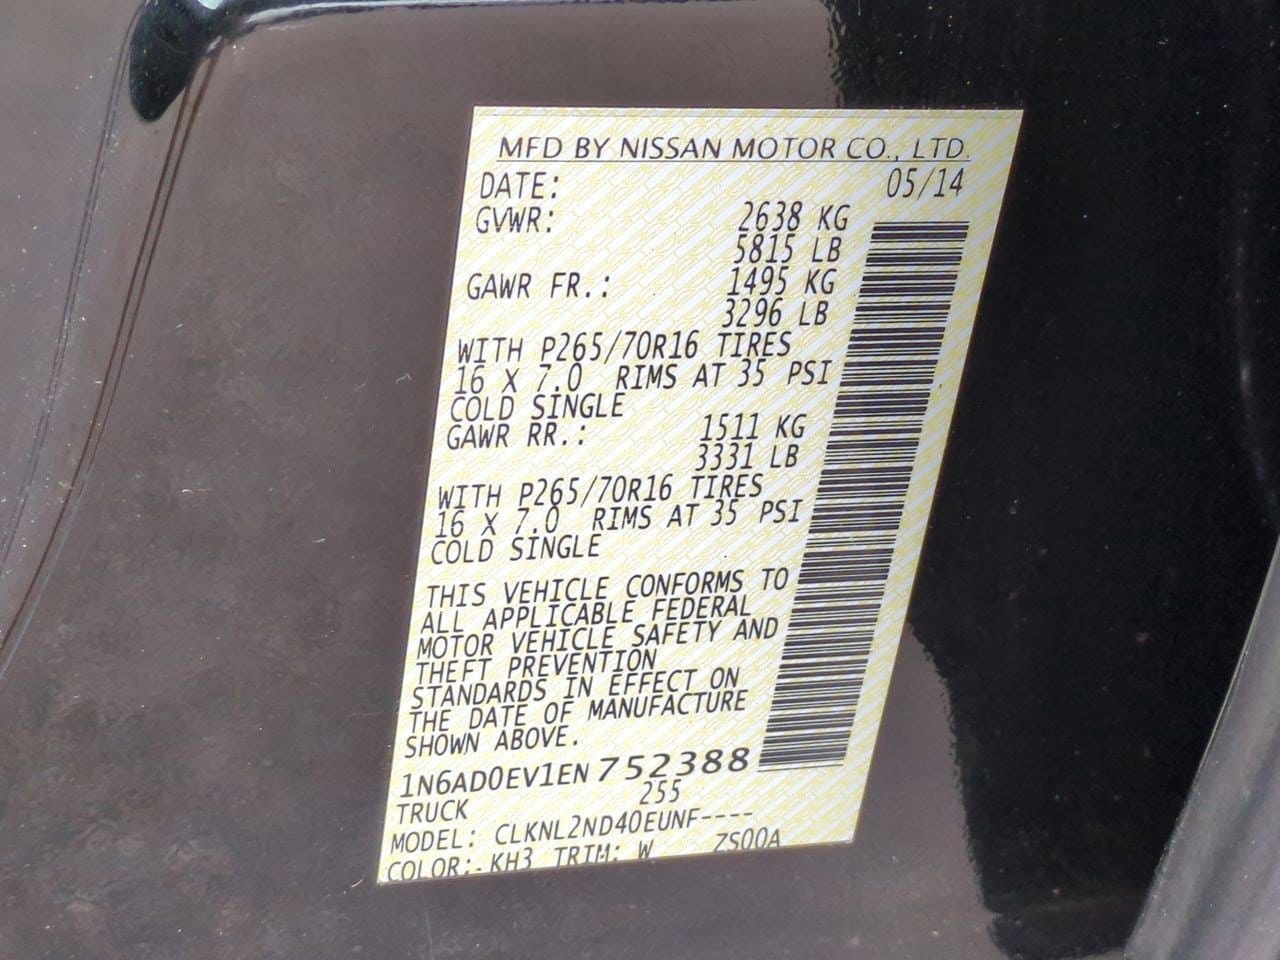 MFD BY NISSAN MOTOR CO., LTD.
DATE: 05/14
GVWR: 2638 KG
5815 LB
GAWR FR.: 1495 KG
3296 LB
WITH P265/70R16 TIRES
16 X 7.0 RIMS AT 35 PSI
COLD SINGLE
GAWR RR.: 1511 KG
3331 LB
WITH P265/70R16 TIRES
16 X 7.0 RIMS AT 35 PSI
COLD SINGLE
THIS VEHICLE CONFORMS TO
ALL APPLICABLE FEDERAL
MOTOR VEHICLE SAFETY AND
THEFT PREVENTION
STANDARDS IN EFFECT ON
THE DATE OF MANUFACTURE
SHOWN ABOVE.
1N6AD0EV1EN752388
TRUCK 255
MODEL: CLKNL2ND40EUNF----
COLOR:- KH3 TRIM: W ZS00A